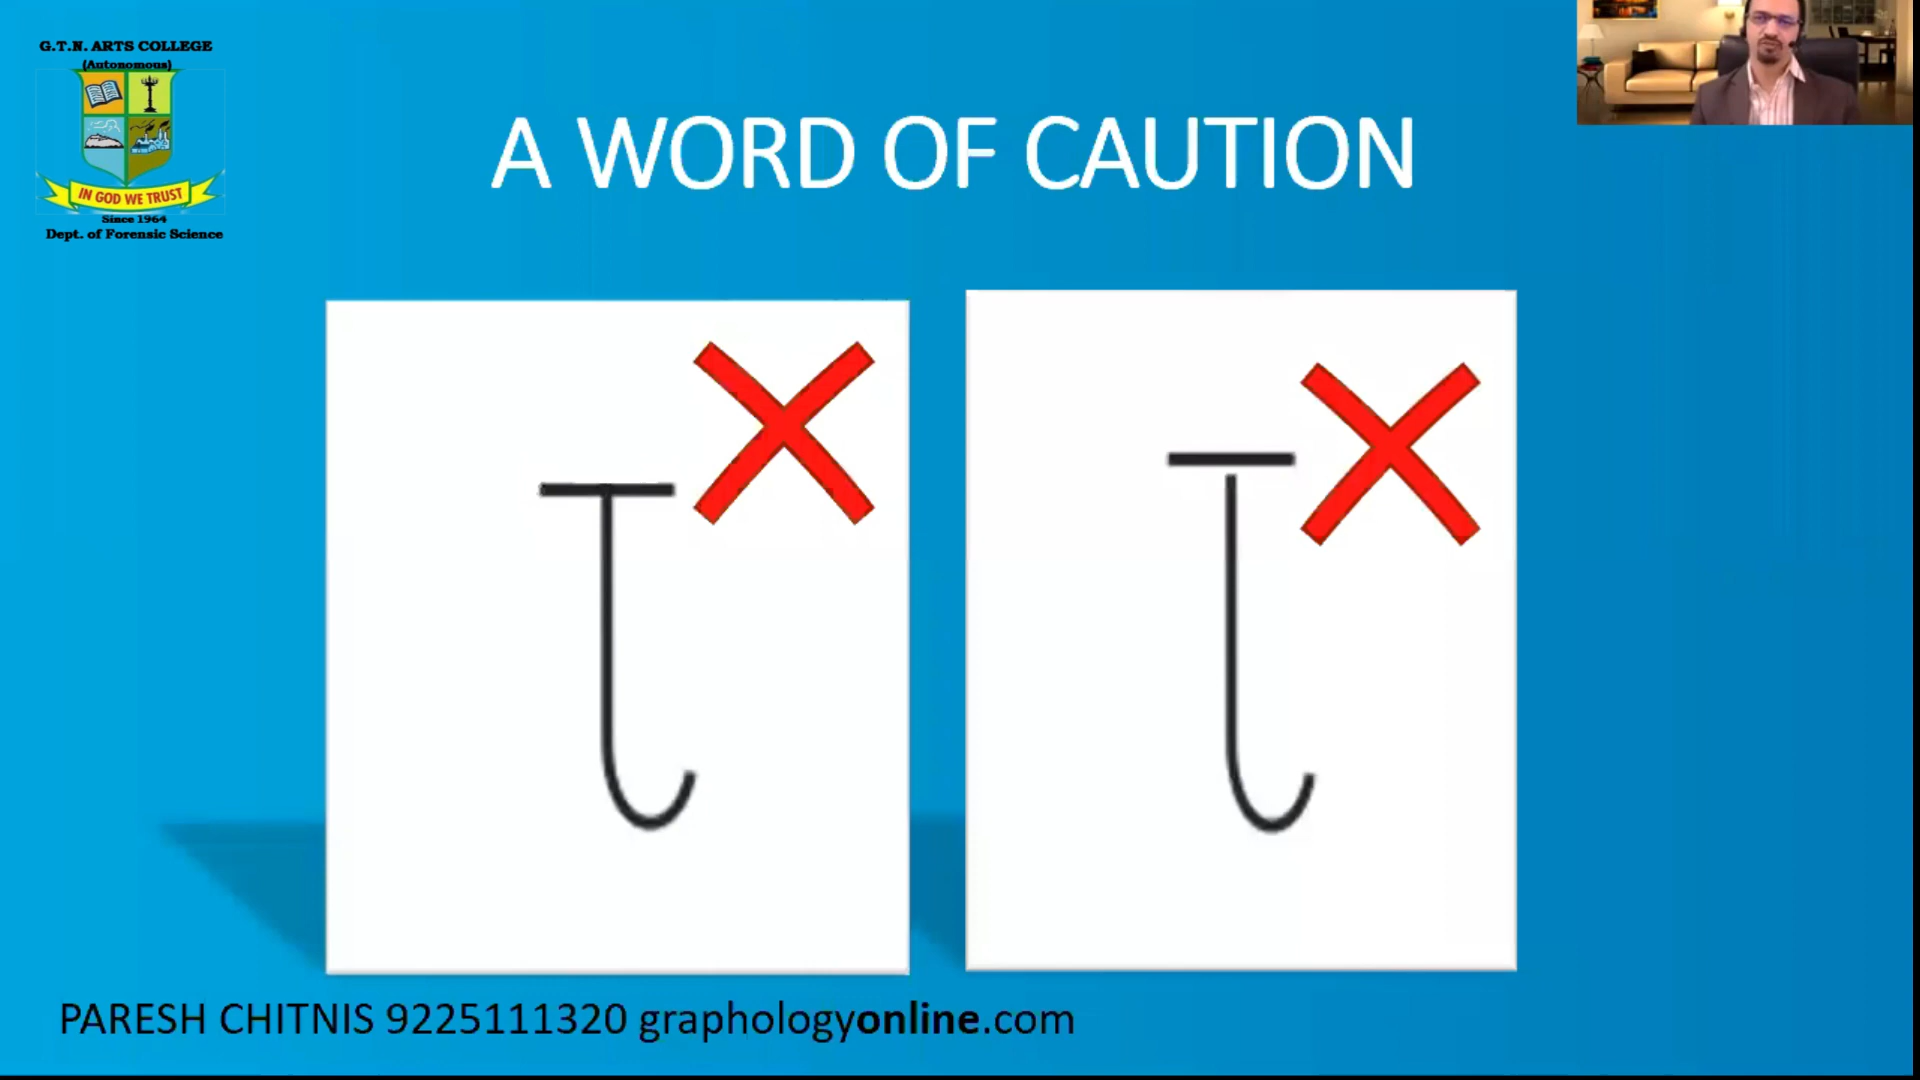 G.T.N. ARTS COLLEGE
(Autonomous)
IN GOD WE TRUST
Since 1964
Dept. of Forensic Science
A WORD OF CAUTION
t
t
PARESH CHITNIS 9225111320 graphologyonline.com